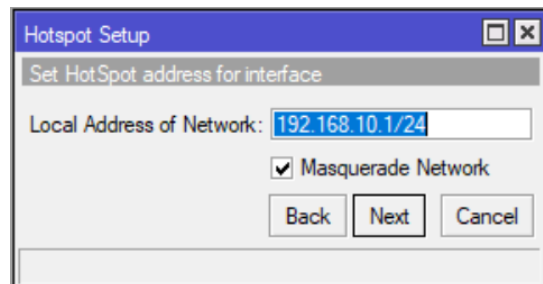 Hotspot Setup
Set HotSpot address for interface
Local Address of Network: 192.168.10.1/24
Masquerade Network
Back Next Cancel